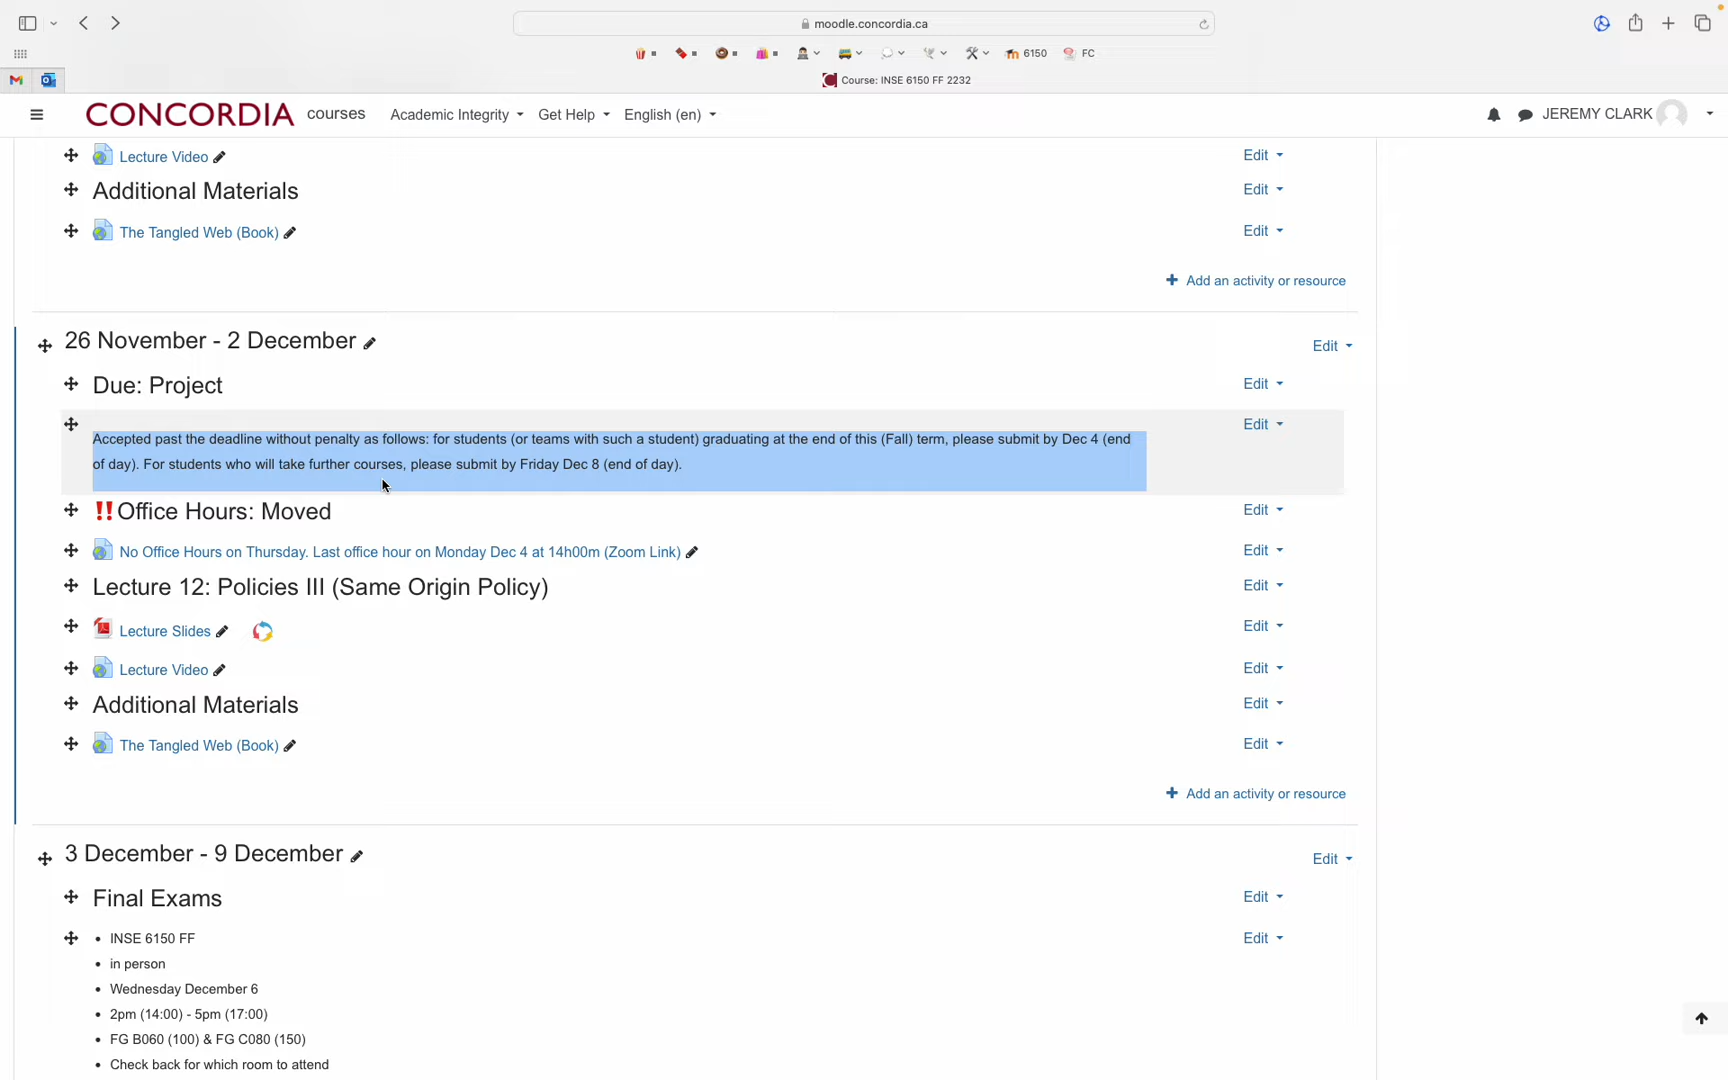 moodle.concordia.ca
6150
FC
Course: INSE 6150 FF 2232
CONCORDIA courses Academic Integrity Get Help English (en) JEREMY CLARK
Lecture Video Edit
Additional Materials Edit
The Tangled Web (Book) Edit
Add an activity or resource
26 November - 2 December Edit
Due: Project Edit
Edit
Accepted past the deadline without penalty as follows: for students (or teams with such a student) graduating at the end of this (Fall) term, please submit by Dec 4 (end
of day). For students who will take further courses, please submit by Friday Dec 8 (end of day).
‼️Office Hours: Moved Edit
No Office Hours on Thursday. Last office hour on Monday Dec 4 at 14h00m (Zoom Link) Edit
Lecture 12: Policies III (Same Origin Policy) Edit
Lecture Slides Edit
Lecture Video Edit
Additional Materials Edit
The Tangled Web (Book) Edit
Add an activity or resource
3 December - 9 December Edit
Final Exams Edit
• INSE 6150 FF Edit
• in person
• Wednesday December 6
• 2pm (14:00) - 5pm (17:00)
• FG B060 (100) & FG C080 (150)
• Check back for which room to attend